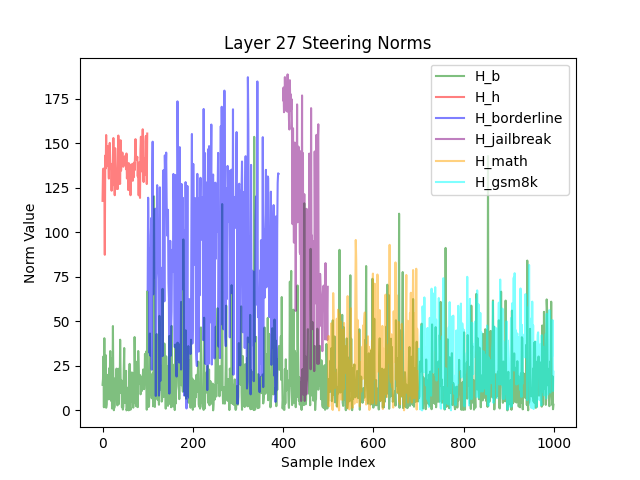 Layer 27 Steering Norms
Norm Value
175
150
125
100
75
50
25
0
0
200
400
600
800
1000
Sample Index
H_b
H_h
H_borderline
H_jailbreak
H_math
H_gsm8k